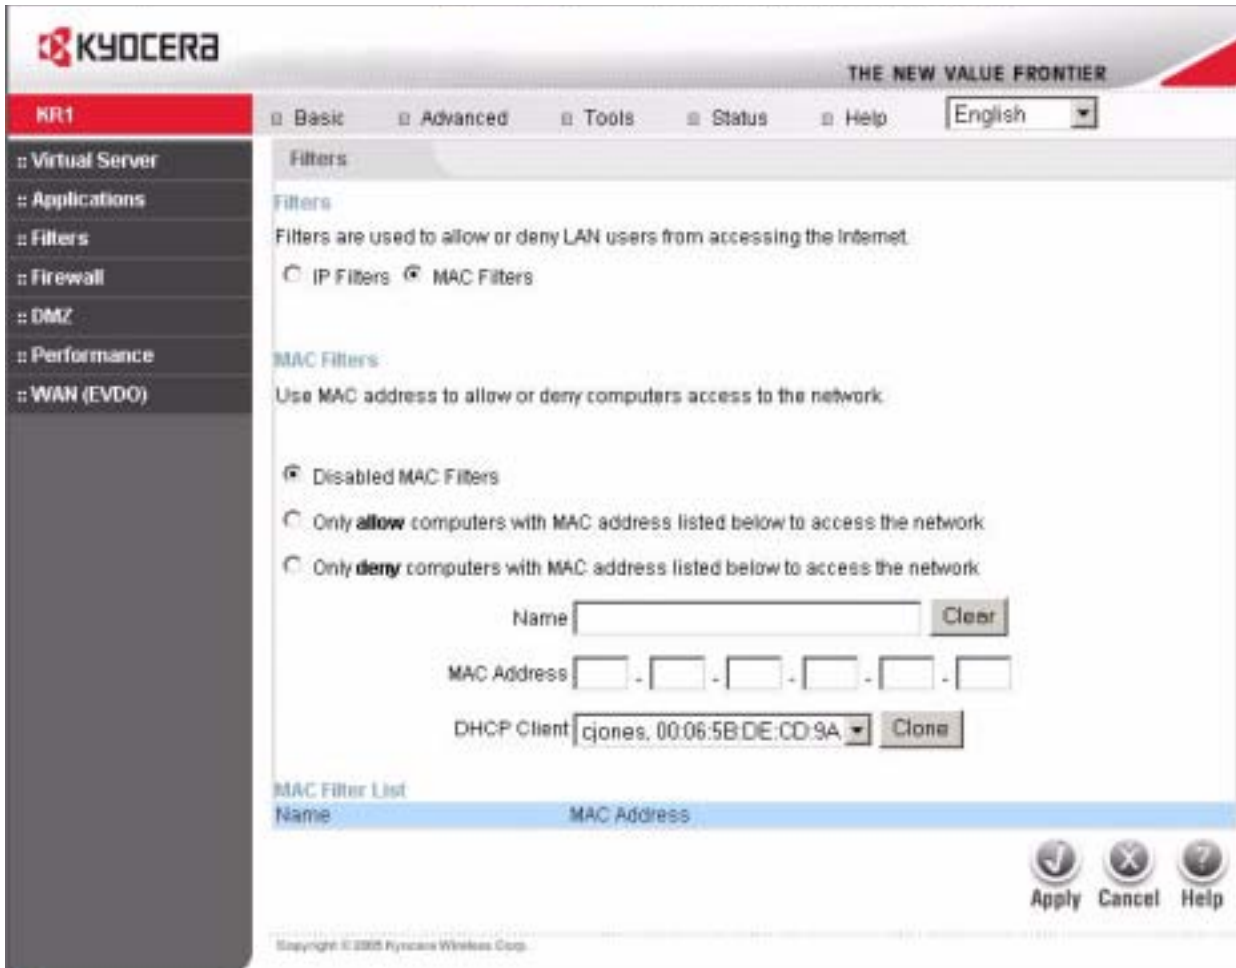 KYOCERA
THE NEW VALUE FRONTIER
KR1
Basic Advanced Tools Status Help English
:: Virtual Server
:: Applications
:: Filters
:: Firewall
:: DMZ
:: Performance
:: WAN (EVDO)
Filters
Filters
Filters are used to allow or deny LAN users from accessing the Internet.
IP Filters MAC Filters
MAC Filters
Use MAC address to allow or deny computers access to the network.
Disabled MAC Filters
Only allow computers with MAC address listed below to access the network
Only deny computers with MAC address listed below to access the network
Name Clear
MAC Address - - - - -
DHCP Client cjones, 00:06:5B:DE:CD:9A Clone
MAC Filter List
Name MAC Address
Apply Cancel Help
Copyright © 2005 Kyocera Wireless Corp.